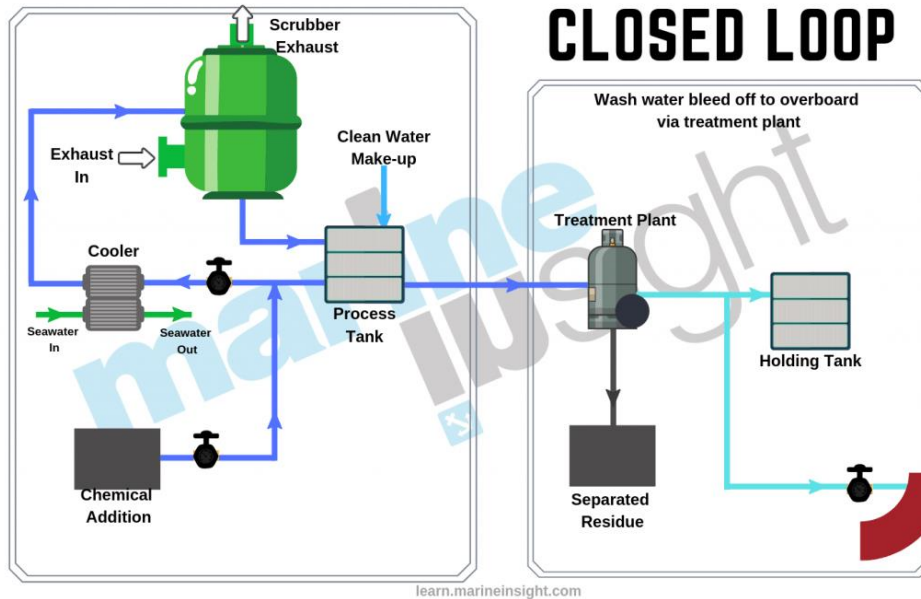 CLOSED LOOP
Scrubber
Exhaust
Exhaust
In
Clean Water
Make-up
Cooler
Seawater
In
Seawater
Out
Process
Tank
Chemical
Addition
Wash water bleed off to overboard
via treatment plant
Treatment Plant
Holding Tank
Separated
Residue
marine
insight
learn.marineinsight.com